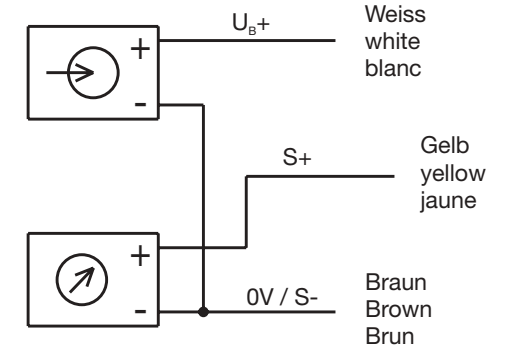 U_B+
Weiss
white
blanc
+
-
S+
Gelb
yellow
jaune
+
-
0V / S-
Braun
Brown
Brun